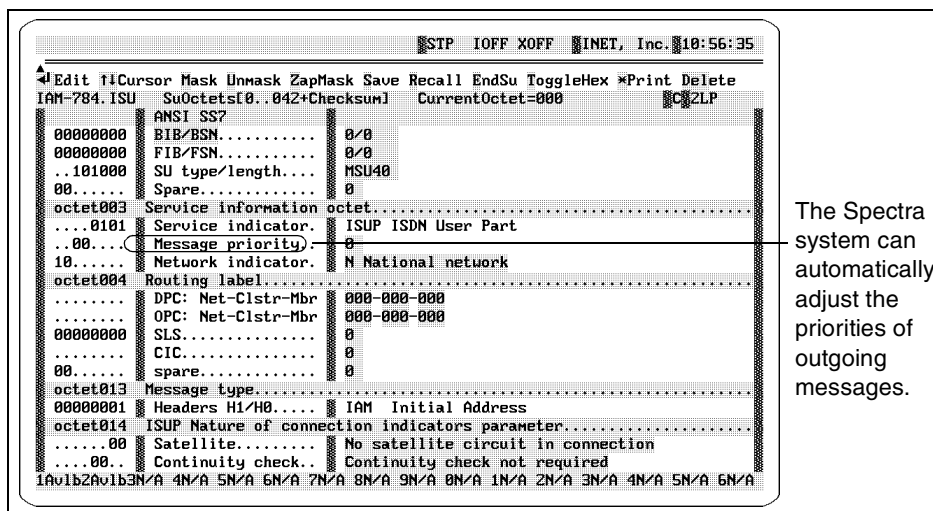 STP IOFF XOFF INET, Inc. 10:56:35
Edit ↑↓Cursor Mask Unmask ZapMask Save Recall EndSu ToggleHex *Print Delete
IAM-784.ISU SuOctets[0..042+Checksum] CurrentOctet=000 C 2LP
ANSI SS7
00000000 BIB/BSN........... 0/0
00000000 FIB/FSN........... 0/0
..101000 SU type/length.... MSU40
00...... Spare............. 0
octet003 Service information octet
....0101 Service indicator. ISUP ISDN User Part
..00.... Message priority.. 0
10...... Network indicator. N National network
octet004 Routing label
........ DPC: Net-Clstr-Mbr 000-000-000
........ OPC: Net-Clstr-Mbr 000-000-000
00000000 SLS............... 0
........ CIC............... 0
00...... spare............. 0
octet013 Message type
00000001 Headers H1/H0..... IAM Initial Address
octet014 ISUP Nature of connection indicators parameter
......00 Satellite......... No satellite circuit in connection
....00.. Continuity check.. Continuity check not required
1Avlb2Avlb3N/A 4N/A 5N/A 6N/A 7N/A 8N/A 9N/A 0N/A 1N/A 2N/A 3N/A 4N/A 5N/A 6N/A
The Spectra
system can
automatically
adjust the
priorities of
outgoing
messages.